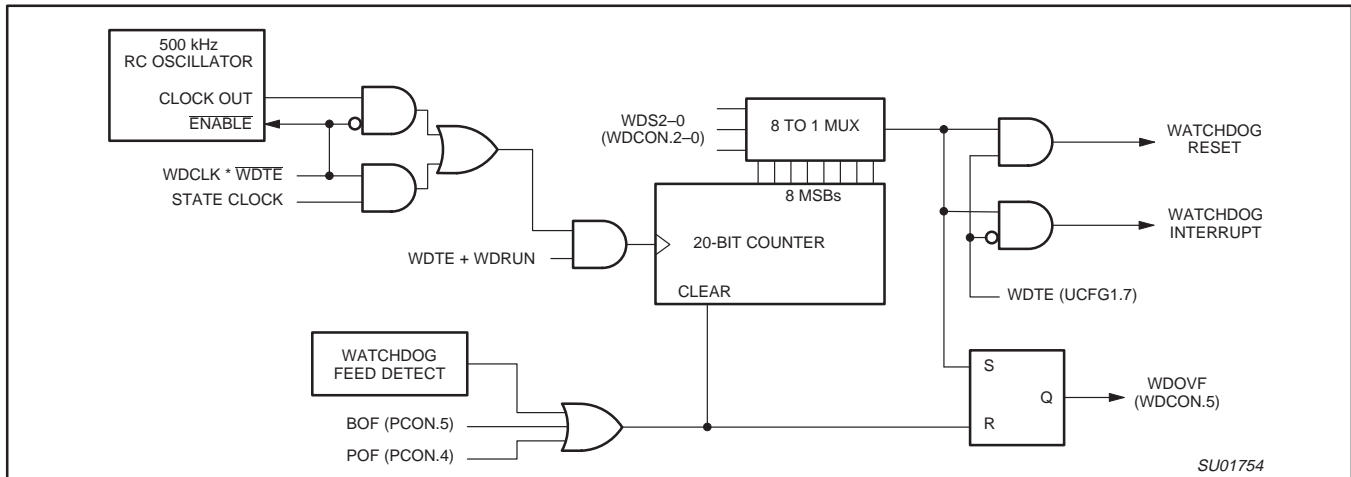 500 kHz
RC OSCILLATOR
CLOCK OUT
ENABLE
WDCLK * WDTE
STATE CLOCK
WDS2–0
(WDCON.2–0)
8 TO 1 MUX
WATCHDOG
RESET
8 MSBs
20-BIT COUNTER
WATCHDOG
INTERRUPT
WDTE + WDRUN
CLEAR
WDTE (UCFG1.7)
WATCHDOG
FEED DETECT
S
Q
R
WDOVF
(WDCON.5)
BOF (PCON.5)
POF (PCON.4)
SU01754